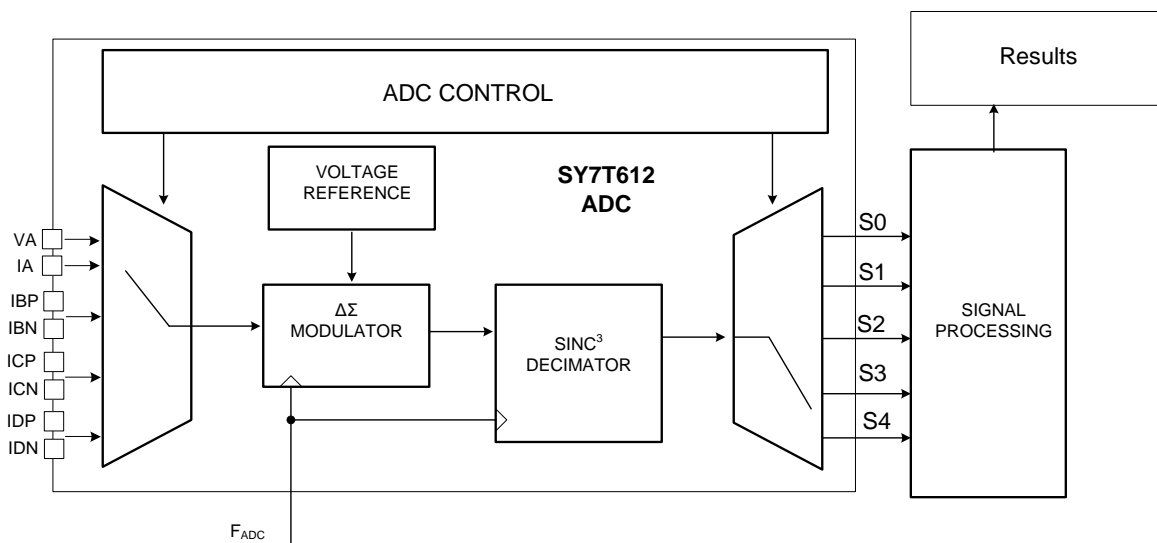 Results
ADC CONTROL
VOLTAGE
REFERENCE
SY7T612
ADC
VA
IA
IBP
IBN
ICP
ICN
IDP
IDN
ΔΣ
MODULATOR
SINC³
DECIMATOR
S0
S1
S2
S3
S4
SIGNAL
PROCESSING
FADC